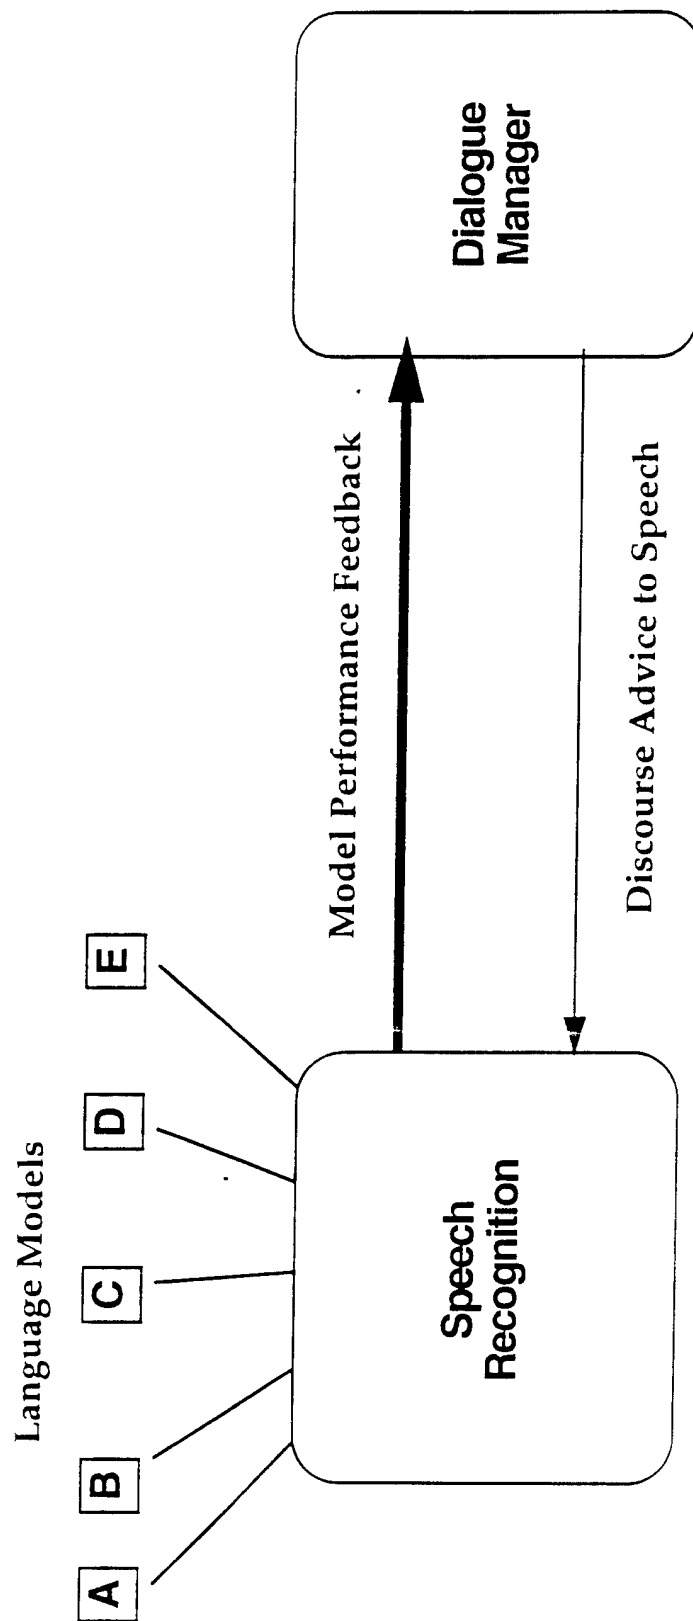 Language Models
A
B
C
D
E
Speech
Recognition
Model Performance Feedback
Discourse Advice to Speech
Dialogue
Manager